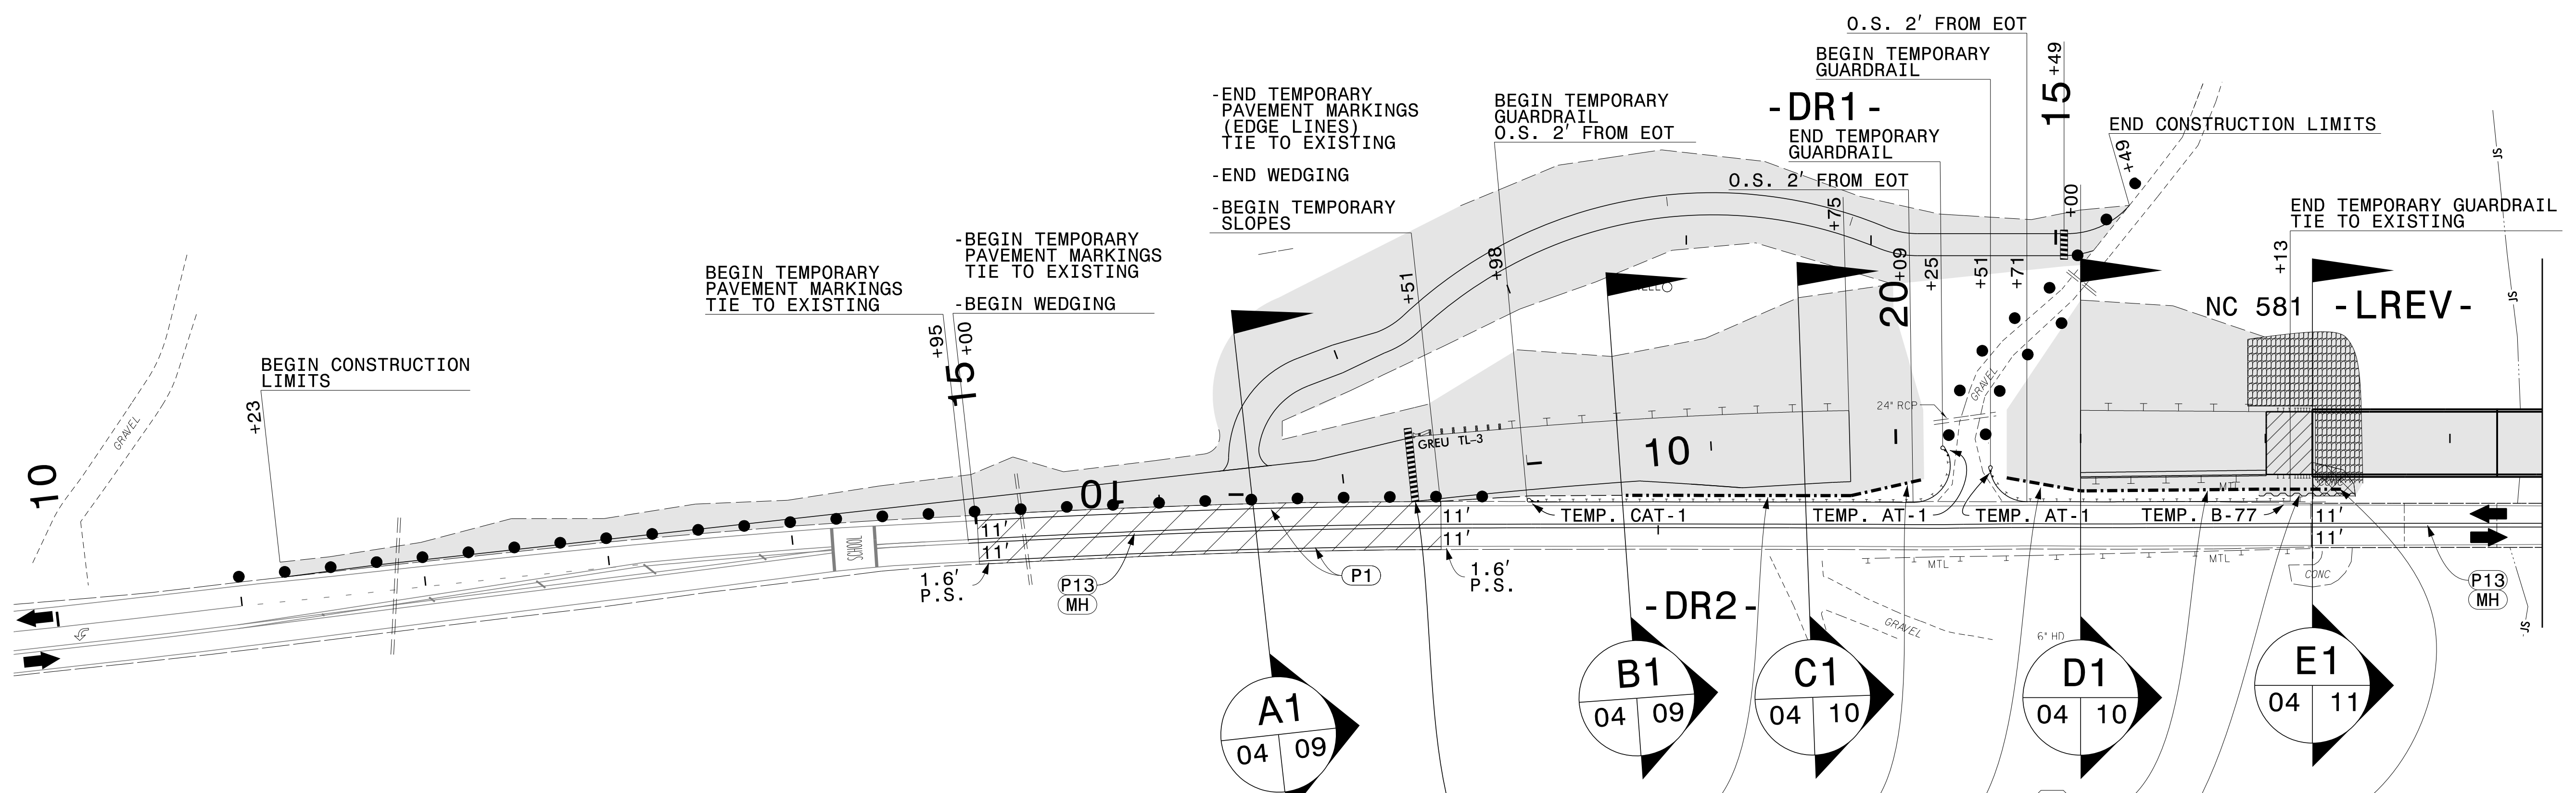 O.S. 2' FROM EOT
BEGIN TEMPORARY
GUARDRAIL
15 +49
-DR1-
-END TEMPORARY
PAVEMENT MARKINGS
(EDGE LINES)
TIE TO EXISTING
-END WEDGING
-BEGIN TEMPORARY
SLOPES
BEGIN TEMPORARY
GUARDRAIL
O.S. 2' FROM EOT
END TEMPORARY
GUARDRAIL
O.S. 2' FROM EOT
END CONSTRUCTION LIMITS
+49
END TEMPORARY GUARDRAIL
TIE TO EXISTING
-BEGIN TEMPORARY
PAVEMENT MARKINGS
TIE TO EXISTING
-BEGIN WEDGING
BEGIN TEMPORARY
PAVEMENT MARKINGS
TIE TO EXISTING
BEGIN CONSTRUCTION
LIMITS
+23
+95
15 +00
+51
+98
+75
20 +09
+25
+51
+71
+00
+13
NC 581 -LREV-
JS
JS
JS
GRAVEL
GRAVEL
24" RCP
10
10
10
GREU TL-3
SCHOOL
11'
11'
11'
11'
11'
11'
TEMP. CAT-1
TEMP. AT-1
TEMP. AT-1
TEMP. B-77
MTL
MTL
CONC
1.6'
P.S.
P13
MH
P1
1.6'
P.S.
P13
MH
-DR2-
GRAVEL
6" HD
A1
04 09
B1
04 09
C1
04 10
D1
04 10
E1
04 11